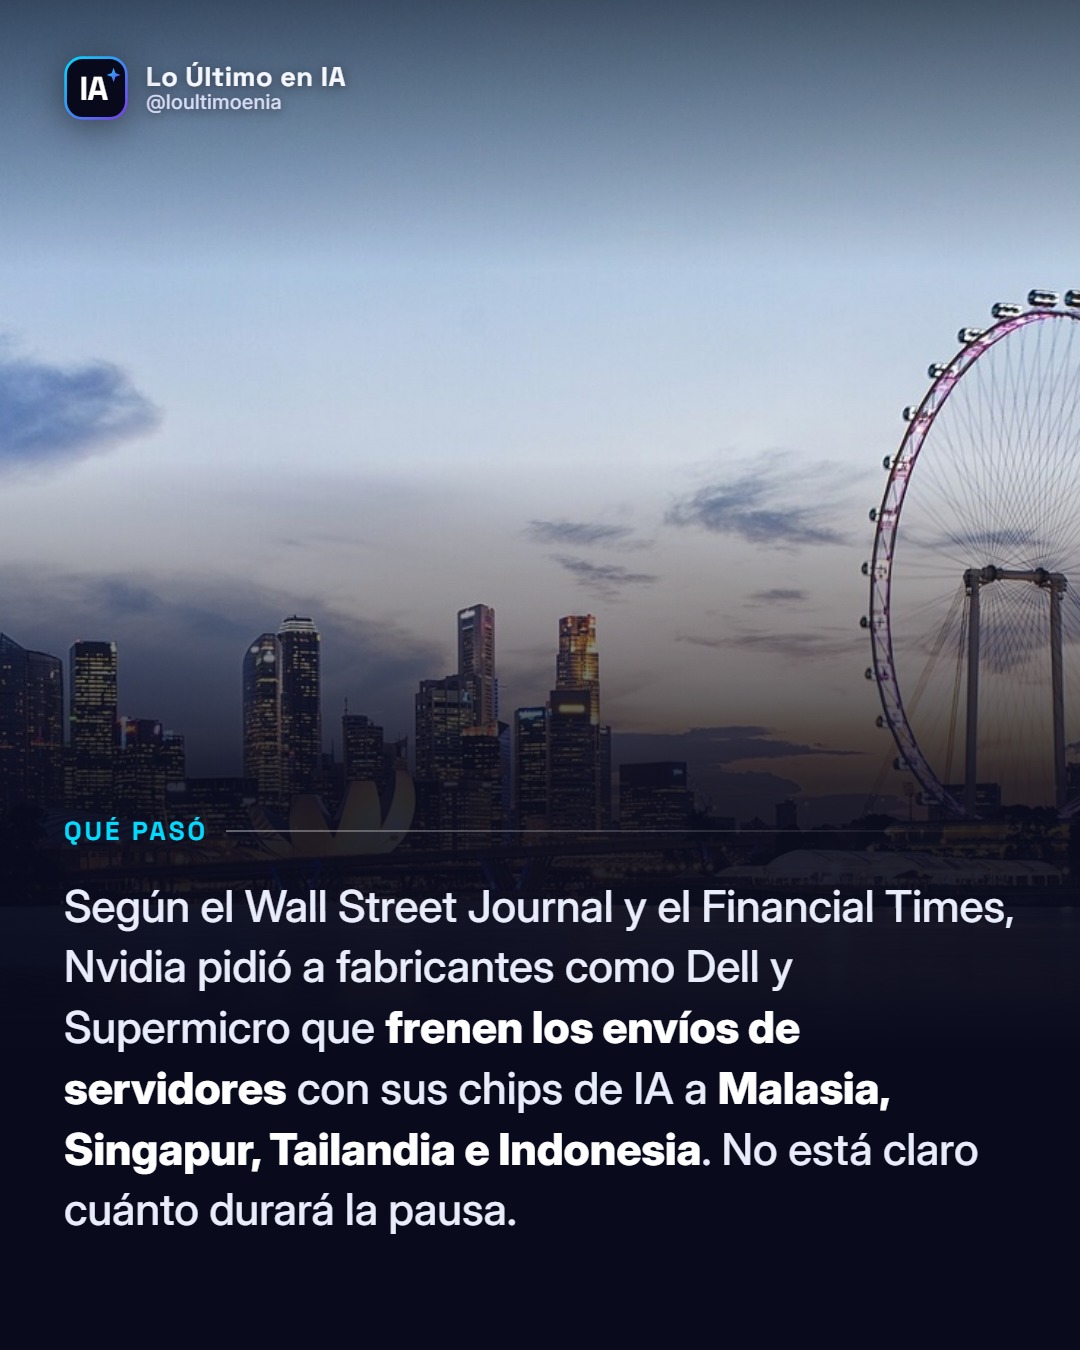 IA
Lo Último en IA
@loultimoenia
QUÉ PASÓ
Según el Wall Street Journal y el Financial Times,
Nvidia pidió a fabricantes como Dell y
Supermicro que frenen los envíos de
servidores con sus chips de IA a Malasia,
Singapur, Tailandia e Indonesia. No está claro
cuánto durará la pausa.